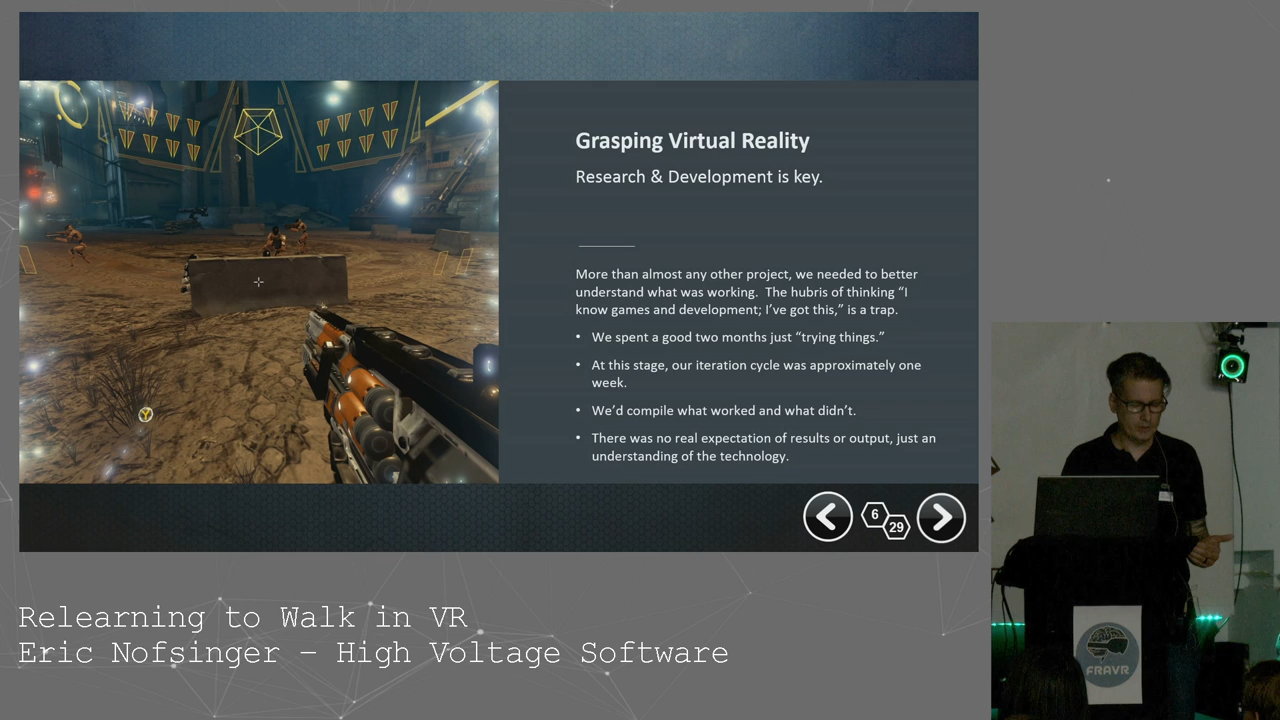 Grasping Virtual Reality
Research & Development is key.
More than almost any other project, we needed to better
understand what was working.  The hubris of thinking “I
know games and development; I’ve got this,” is a trap.
• We spent a good two months just “trying things.”
• At this stage, our iteration cycle was approximately one
week.
• We’d compile what worked and what didn’t.
• There was no real expectation of results or output, just an
understanding of the technology.
Y
6
29
Relearning to Walk in VR
Eric Nofsinger – High Voltage Software
FRAVR